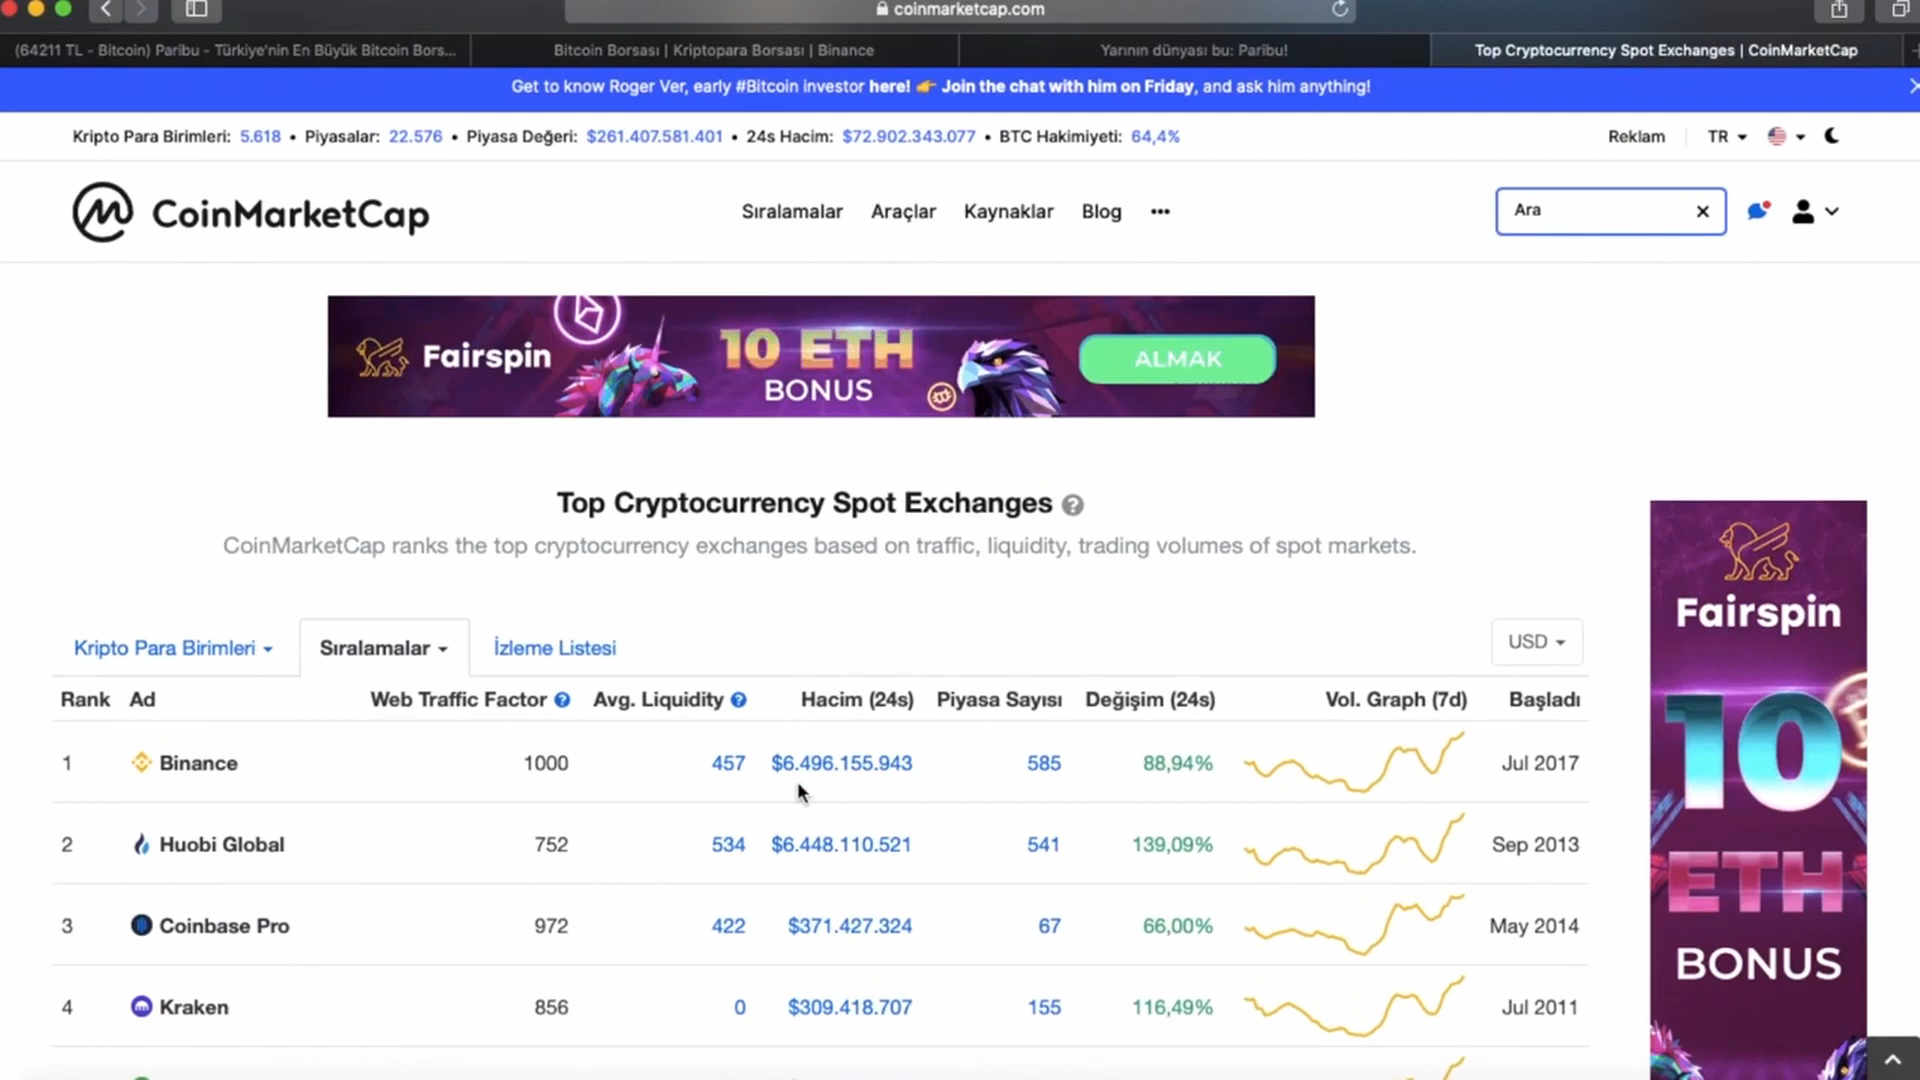 coinmarketcap.com
(64211 TL - Bitcoin) Paribu - Türkiye'nin En Büyük Bitcoin Bors...
Bitcoin Borsası | Kriptopara Borsası | Binance
Yarının dünyası bu: Paribu!
Top Cryptocurrency Spot Exchanges | CoinMarketCap
Get to know Roger Ver, early #Bitcoin investor here! 👉 Join the chat with him on Friday, and ask him anything!
Kripto Para Birimleri: 5.618 • Piyasalar: 22.576 • Piyasa Değeri: $261.407.581.401 • 24s Hacim: $72.902.343.077 • BTC Hakimiyeti: 64,4%
Reklam TR
CoinMarketCap
Sıralamalar Araçlar Kaynaklar Blog •••
Ara
Fairspin
10 ETH
BONUS
ALMAK
Top Cryptocurrency Spot Exchanges
CoinMarketCap ranks the top cryptocurrency exchanges based on traffic, liquidity, trading volumes of spot markets.
Kripto Para Birimleri Sıralamalar İzleme Listesi USD
Rank Ad Web Traffic Factor Avg. Liquidity Hacim (24s) Piyasa Sayısı Değişim (24s) Vol. Graph (7d) Başladı
1 Binance 1000 457 $6.496.155.943 585 88,94% Jul 2017
2 Huobi Global 752 534 $6.448.110.521 541 139,09% Sep 2013
3 Coinbase Pro 972 422 $371.427.324 67 66,00% May 2014
4 Kraken 856 0 $309.418.707 155 116,49% Jul 2011
Fairspin
10
ETH
BONUS